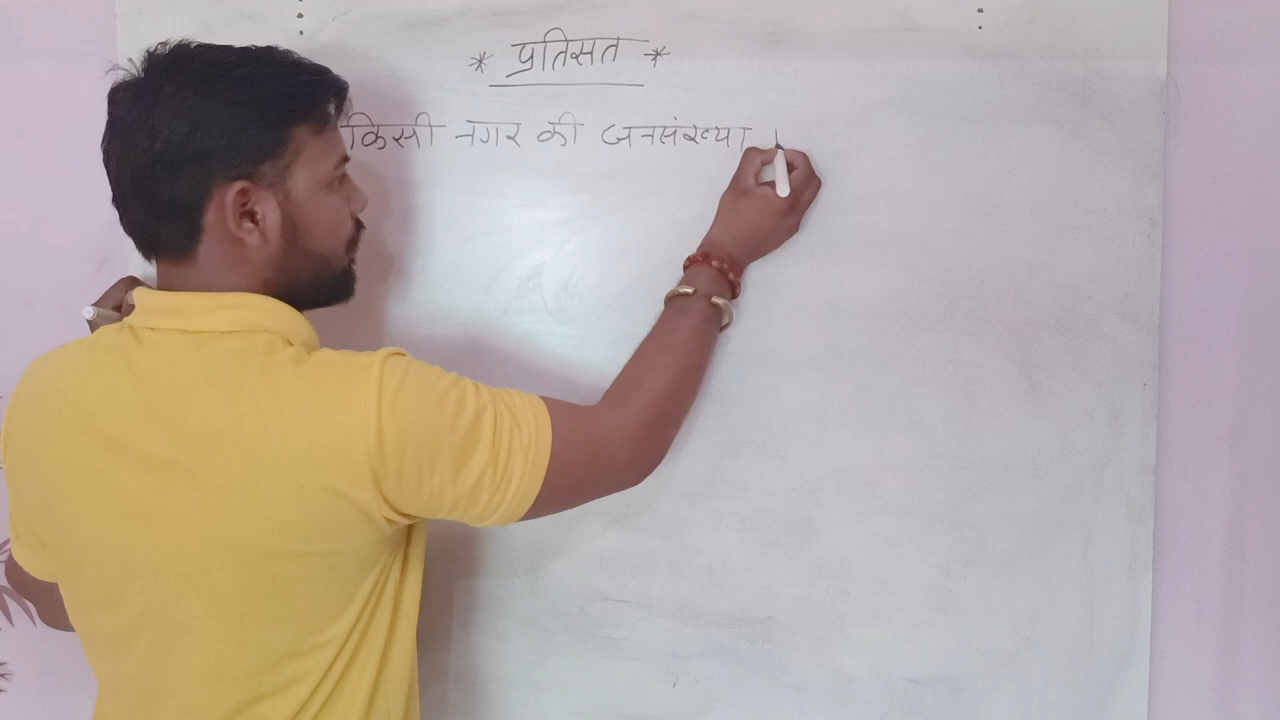 * प्रतिसत *
किसी नगर की जनसंख्या